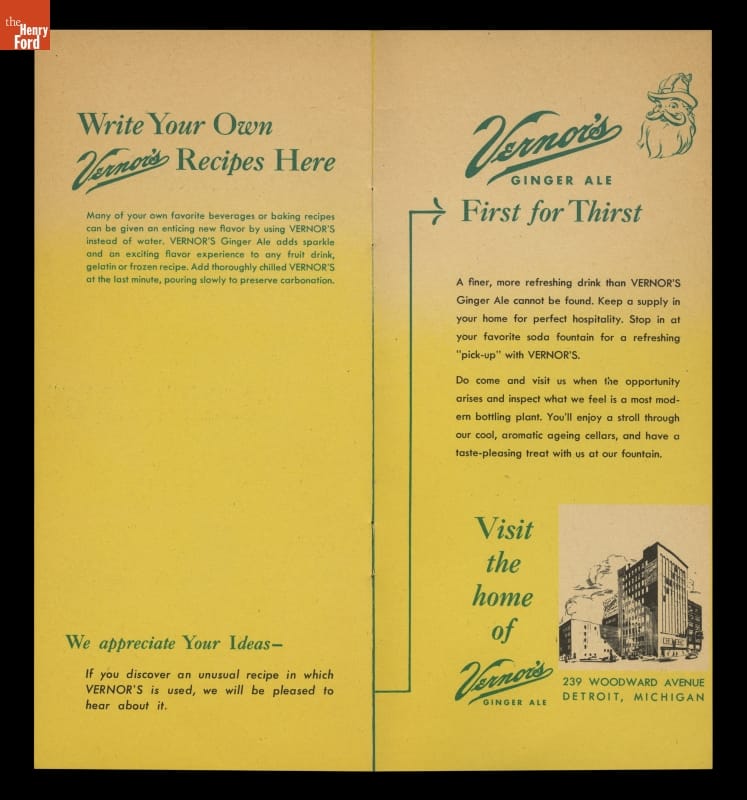 the
Henry
Ford
Write Your Own
Vernor's Recipes Here
Many of your own favorite beverages or baking recipes
can be given an enticing new flavor by using VERNOR'S
instead of water. VERNOR'S Ginger Ale adds sparkle
and an exciting flavor experience to any fruit drink,
gelatin or frozen recipe. Add thoroughly chilled VERNOR'S
at the last minute, pouring slowly to preserve carbonation.
We appreciate Your Ideas—
If you discover an unusual recipe in which
VERNOR'S is used, we will be pleased to
hear about it.
Vernor's
GINGER ALE
First for Thirst
A finer, more refreshing drink than VERNOR'S
Ginger Ale cannot be found. Keep a supply in
your home for perfect hospitality. Stop in at
your favorite soda fountain for a refreshing
"pick-up" with VERNOR'S.
Do come and visit us when the opportunity
arises and inspect what we feel is a most mod-
ern bottling plant. You'll enjoy a stroll through
our cool, aromatic ageing cellars, and have a
taste-pleasing treat with us at our fountain.
Visit
the
home
of
Vernor's
GINGER ALE
239 WOODWARD AVENUE
DETROIT, MICHIGAN